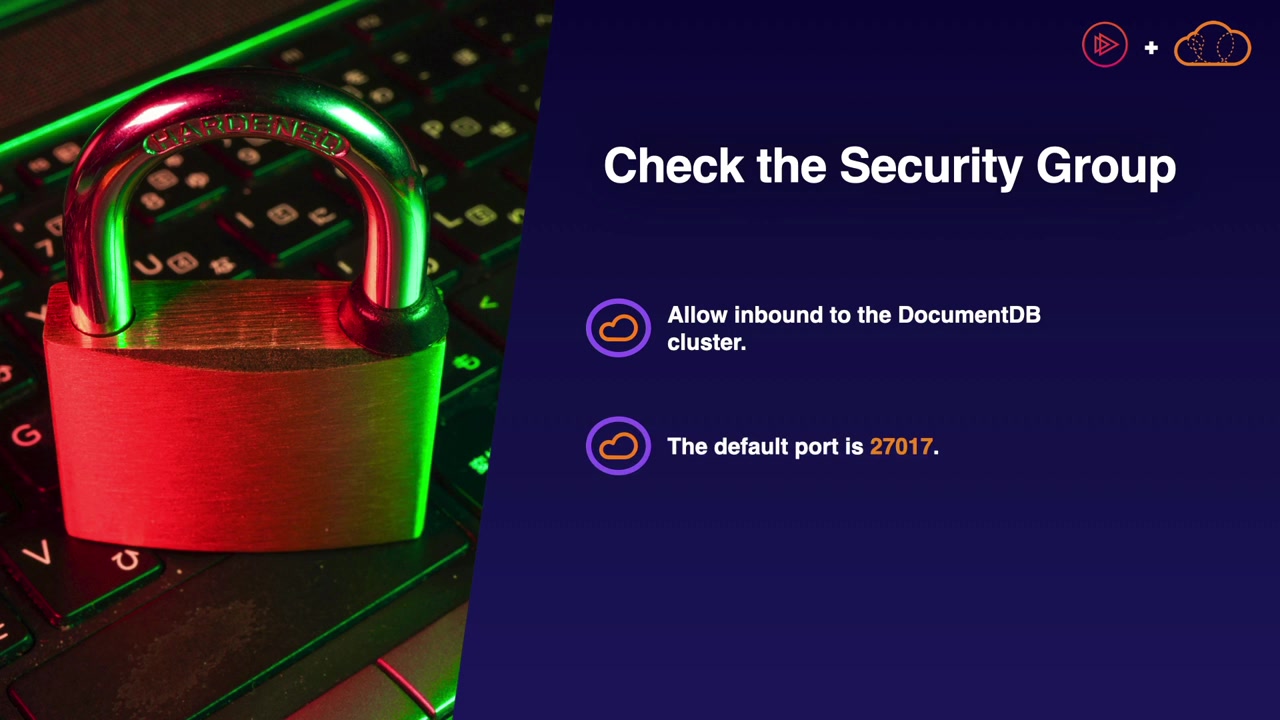 HARDENED
Check the Security Group
Allow inbound to the DocumentDB
cluster.
The default port is 27017.